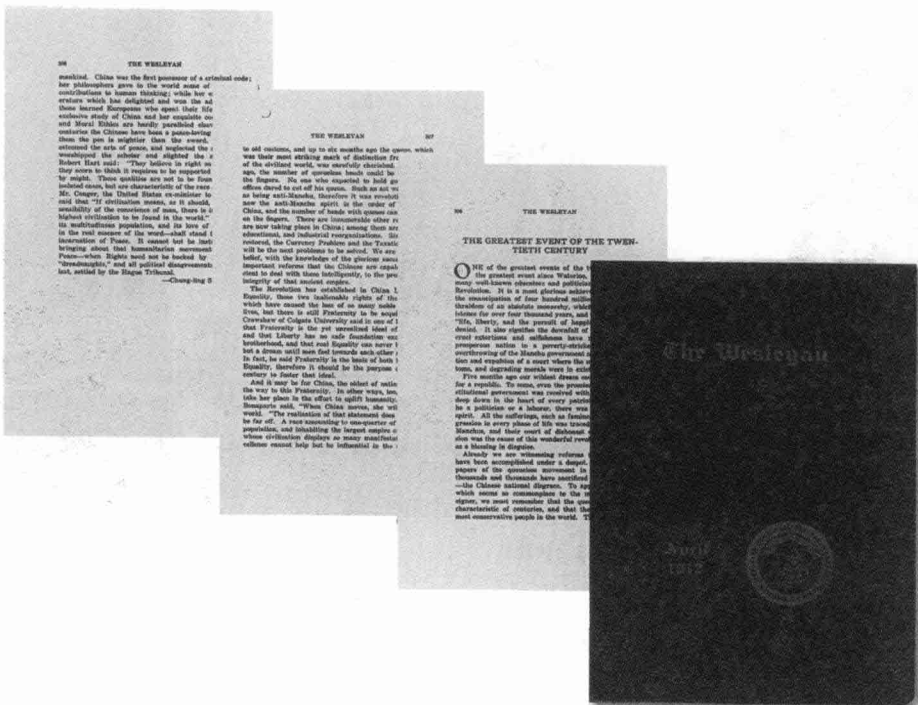 THE WESLEYAN
mankind. China was the first possessor of a criminal code;
her philosophers gave to the world some of
contributions to human thinking; while her
erature which has delighted and won the ad
those learned Europeans who spent their life
exclusive study of China and her exquisite
and Moral Ethics are hardly paralleled
centuries the Chinese have been a peace-loving
them the pen is mightier than the sword.
esteemed the arts of peace, and neglected the
worshipped the scholar and slighted the
Robert Hart said: "They believe in right so
they scorn to think it requires to be supported
by might. These qualities are not to be foun
isolated cases, but are characteristic of the race.
Mr. Conger, the United States ex-minister to
said that "If civilization means, as it should,
sensibility of the conscience of man, there is
highest civilization to be found in the world."
its multitudinous population, and its love of
in the real essence of the word—shall stand
incarnation of Peace. It cannot but be
bringing about that humanitarian movement
Peace—when Rights need not be backed by
"dreadnoughts," and all political disagreements
last, settled by the Hague Tribunal.
—Chung-ling
THE WESLEYAN 207
to old customs, and up to six months ago the queue, which
was their most striking mark of distinction
of the civilized world, was carefully cherished.
ago, the number of queueless heads could be
the fingers. No one who expected to hold
offices dared to cut off his queue. Such an act
as being anti-Manchu, therefore it was
now the anti-Manchu spirit is the order of
China, and the number of heads with queues can
on the fingers. There are innumerable other
are now taking place in China; among them are
educational, and industrial reorganizations.
restored, the Currency Problem and the
will be the next problems to be solved. We are
belief, with the knowledge of the glorious
important reforms that the Chinese are
cient to deal with them intelligently, to the
integrity of that ancient empire.
The Revolution has established in China
Equality, those two inalienable rights of the
which have caused the loss of so many noble
lives, but there is still Fraternity to be
Crawshaw of Colgate University said in one of
that Fraternity is the yet unrealized ideal of
and that Liberty has no safe foundation
brotherhood, and that real Equality can never
but a dream until men feel towards each other
In fact, he said Fraternity is the basis of both
Equality, therefore it should be the purpose
century to foster that ideal.
And it may be for China, the oldest of
the way to this Fraternity. In other ways, too,
take her place in the effort to uplift humanity.
Bonaparte said, "When China moves, she
world. "The realization of that statement does
be far off. A race amounting to one-quarter of
population, and inhabiting the largest empire
whose civilization displays so many
cellence cannot help but be influential in the
THE WESLEYAN
THE GREATEST EVENT OF THE TWEN-
TIETH CENTURY
ONE of the greatest events of the
the greatest event since Waterloo,
many well-known
Revolution. It is a most glorious
the emancipation of four hundred
thraldom of an absolute monarchy, which
istence for over four thousand years, and
"life, liberty, and the pursuit of
denied. It also signifies the downfall of
cruel extortions and selfishness have
prosperous nation to a
overthrowing of the Manchu government
tion and expulsion of a court where the
toms, and degrading morals were in
Five months ago our wildest dreams
for a republic. To some, even the
stitutional government was received with
deep down in the heart of every
be a politician or a labourer, there was
spirit. All the sufferings, such as famine,
gression in every phase of life was
Manchus, and their court of dishonest
sion was the cause of this wonderful
as a blessing in disguise.
Already we are witnessing reforms
have been accomplished under a despot.
papers of the queueless movement in
thousands and thousands have sacrificed
—the Chinese national disgrace. To
which seems so commonplace to the
eigner, we must remember that the
characteristic of centuries, and that the
most conservative people in the world.
The Wesleyan
April
1912